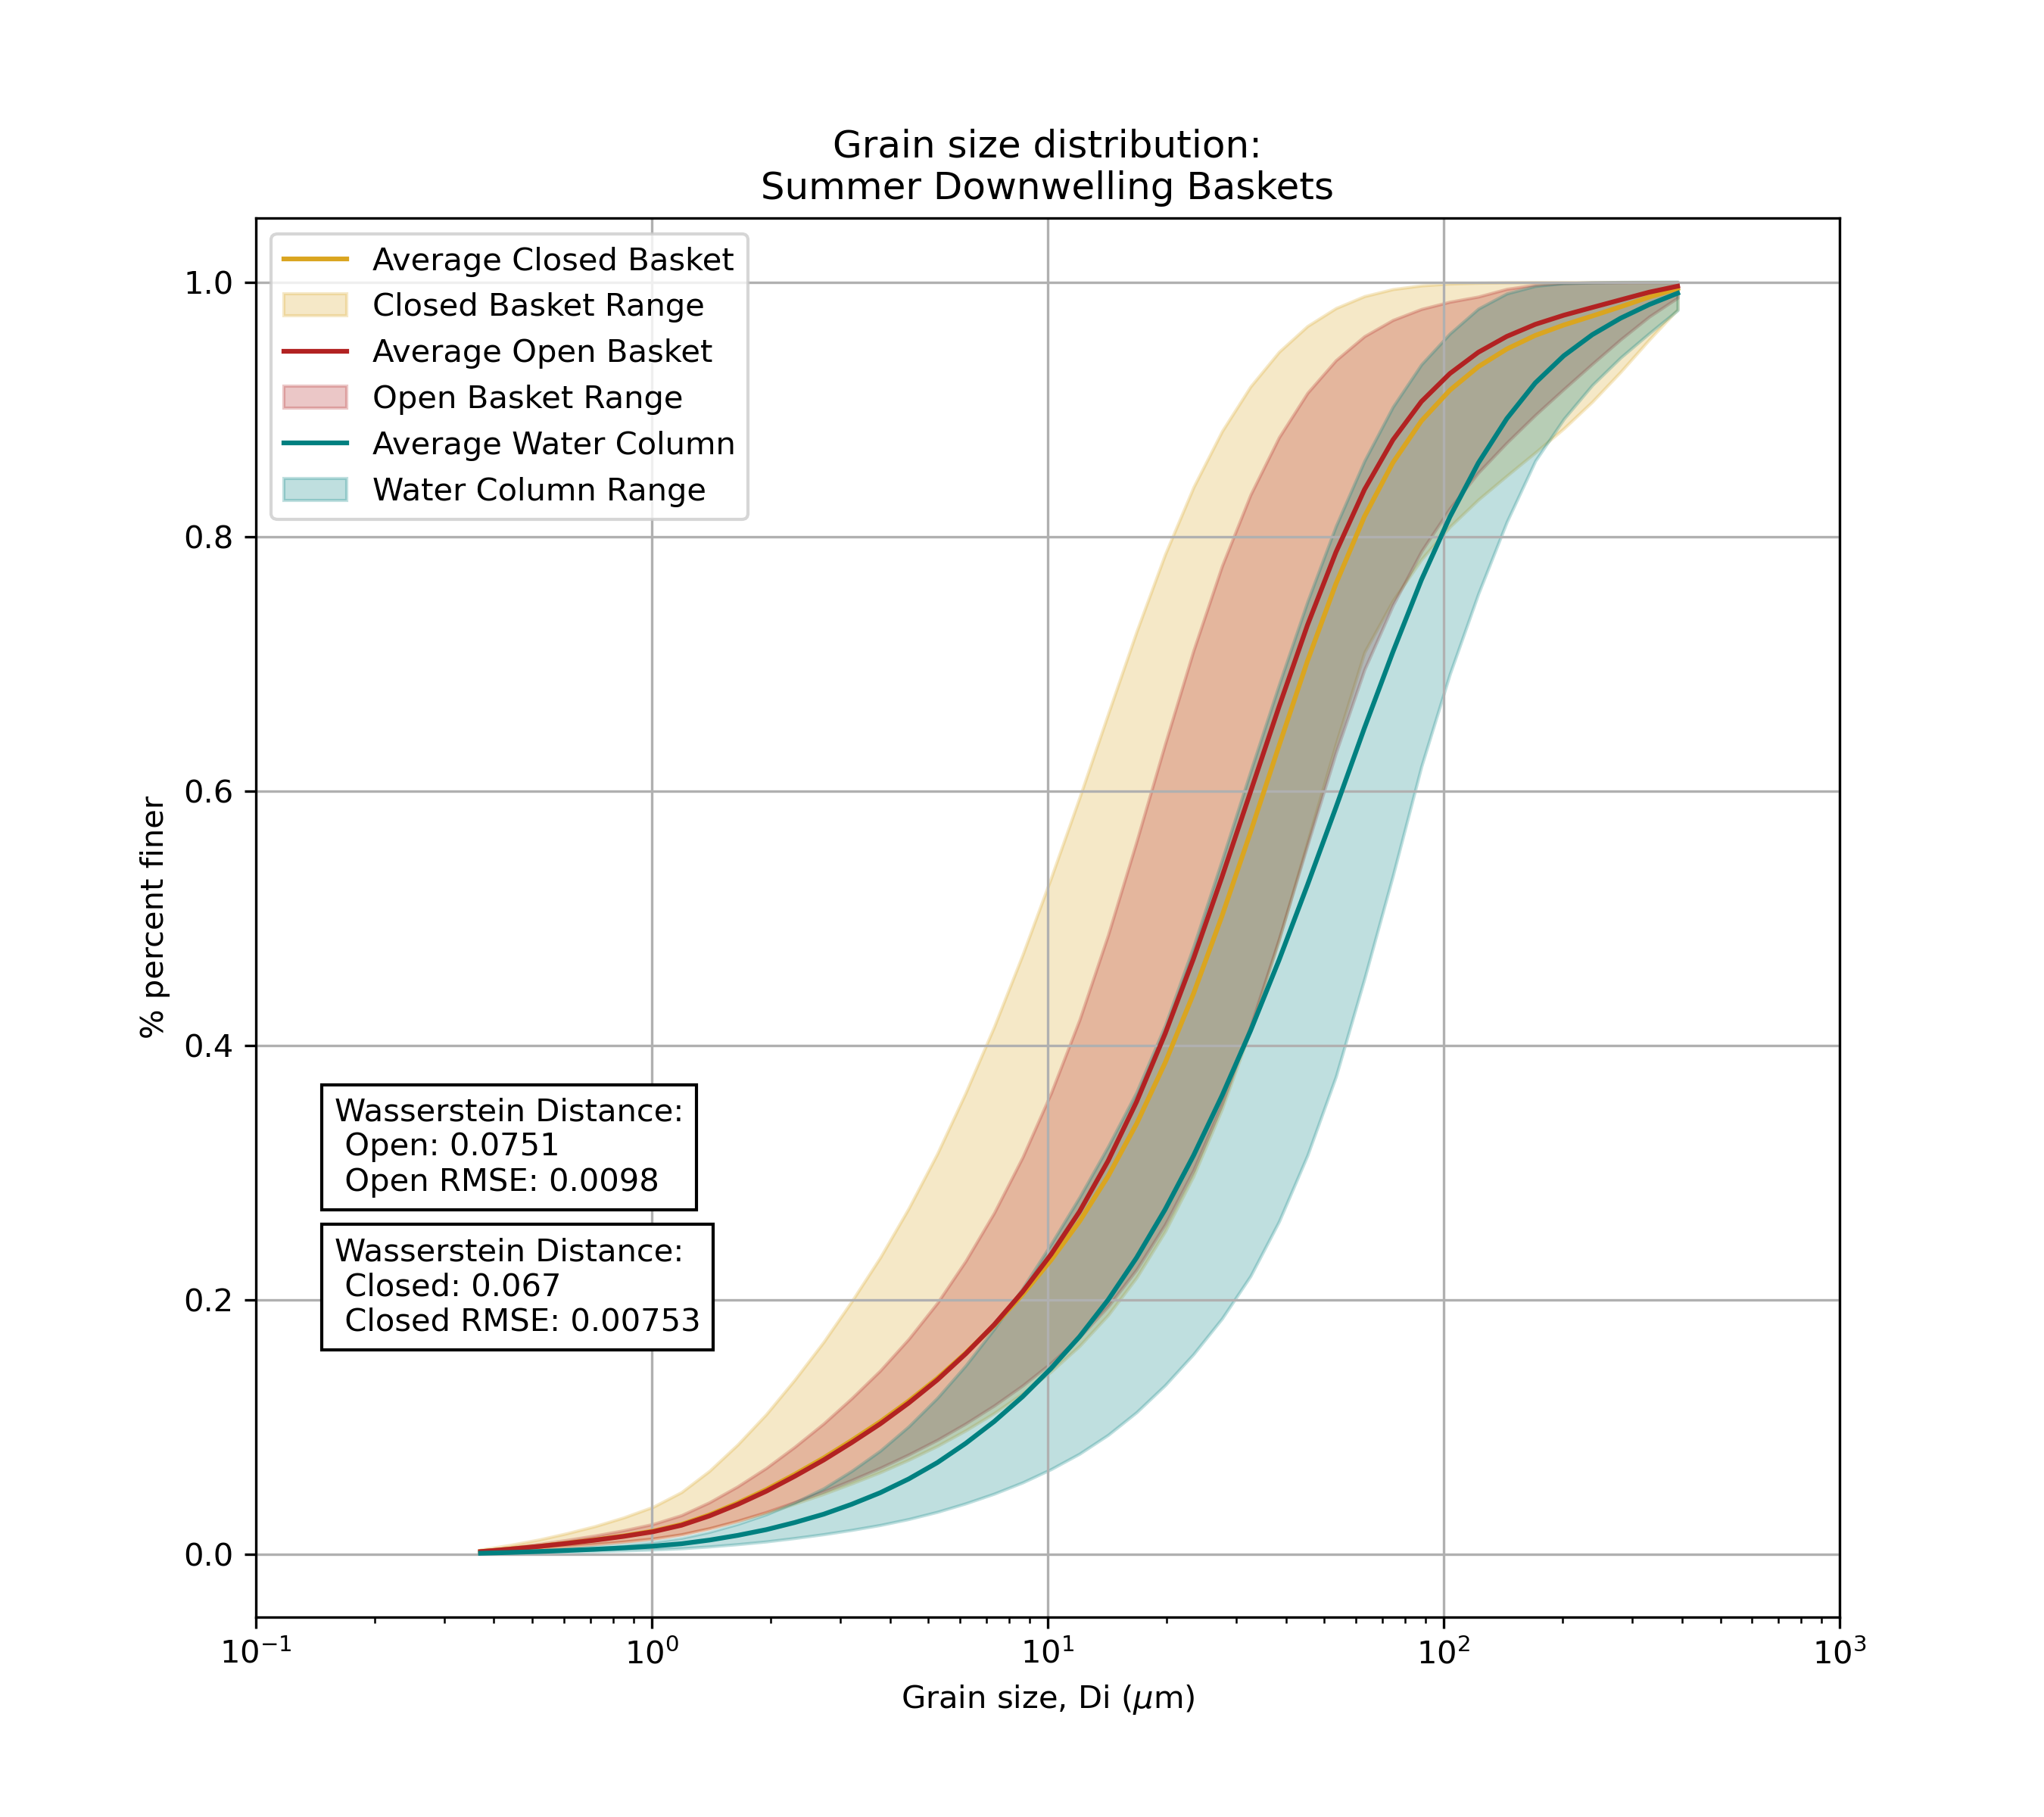 Grain size distribution:
Summer Downwelling Baskets
Average Closed Basket
Closed Basket Range
Average Open Basket
Open Basket Range
Average Water Column
Water Column Range
1.0
0.8
0.6
0.4
0.2
0.0
% percent finer
Wasserstein Distance:
Open: 0.0751
Open RMSE: 0.0098
Wasserstein Distance:
Closed: 0.067
Closed RMSE: 0.00753
10⁻¹ 10⁰ 10¹ 10² 10³
Grain size, Di (μm)